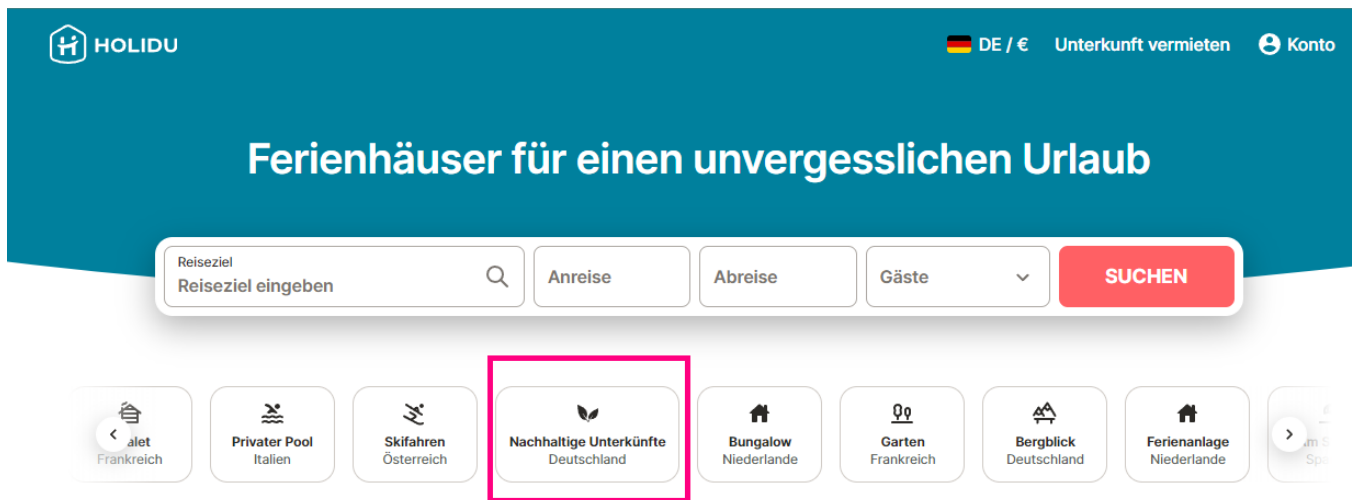 HOLIDU
DE / €
Unterkunft vermieten
Konto
Ferienhäuser für einen unvergesslichen Urlaub
Reiseziel
Reiseziel eingeben
Anreise
Abreise
Gäste
SUCHEN
Frankreich
Privater Pool
Italien
Skifahren
Österreich
Nachhaltige Unterkünfte
Deutschland
Bungalow
Niederlande
Garten
Frankreich
Bergblick
Deutschland
Ferienanlage
Niederlande